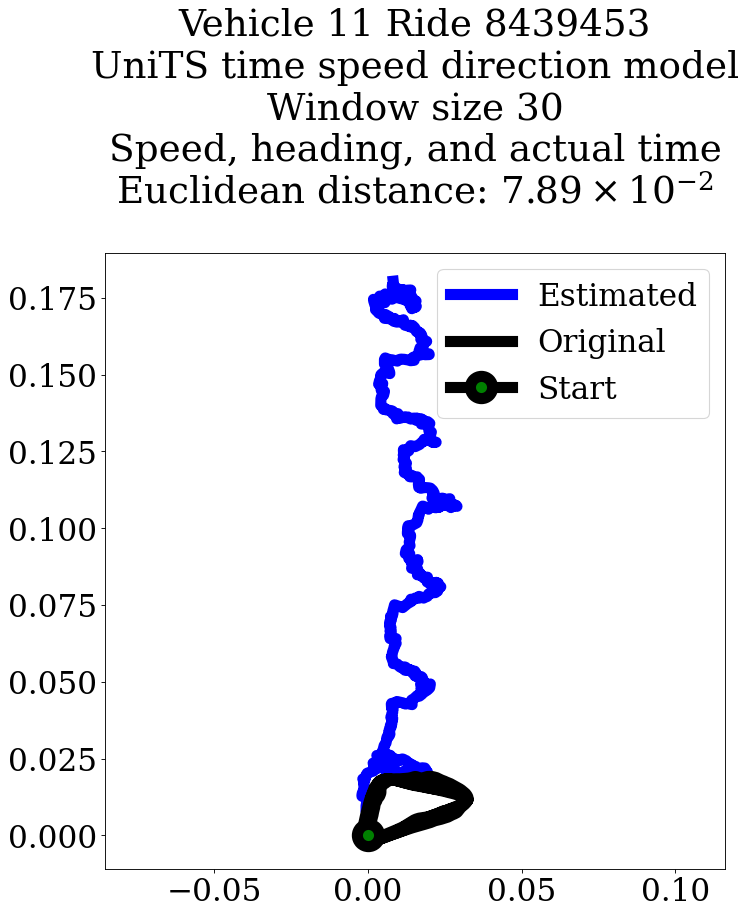 Vehicle 11 Ride 8439453
UniTS time speed direction model
Window size 30
Speed, heading, and actual time
Euclidean distance: 7.89 × 10⁻²
Estimated
Original
Start
0.175
0.150
0.125
0.100
0.075
0.050
0.025
0.000
−0.05 0.00 0.05 0.10